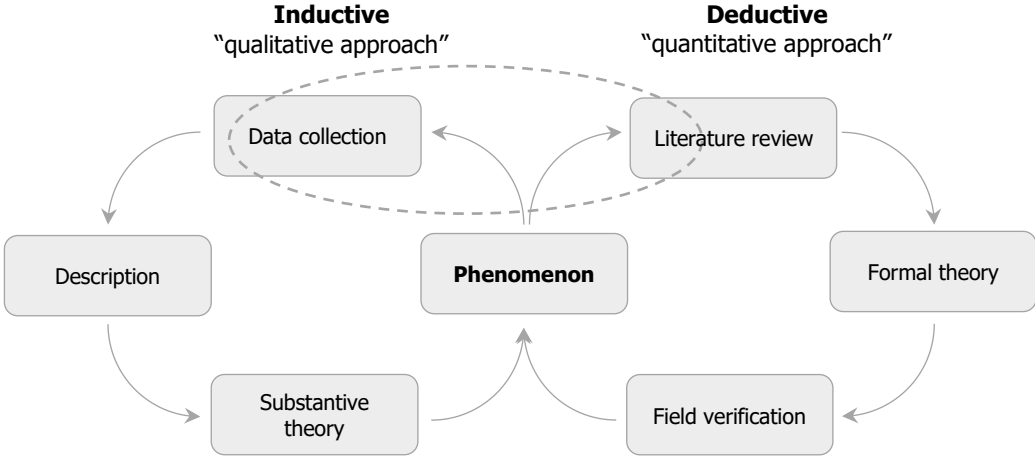 Inductive
“qualitative approach”
Deductive
“quantitative approach”
Data collection
Literature review
Description
Phenomenon
Formal theory
Substantive
theory
Field verification